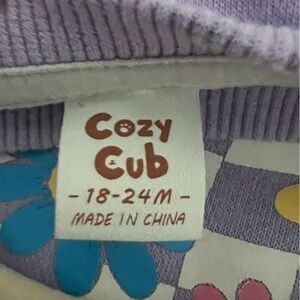 Cozy
Cub
- 18-24M -
MADE IN CHINA